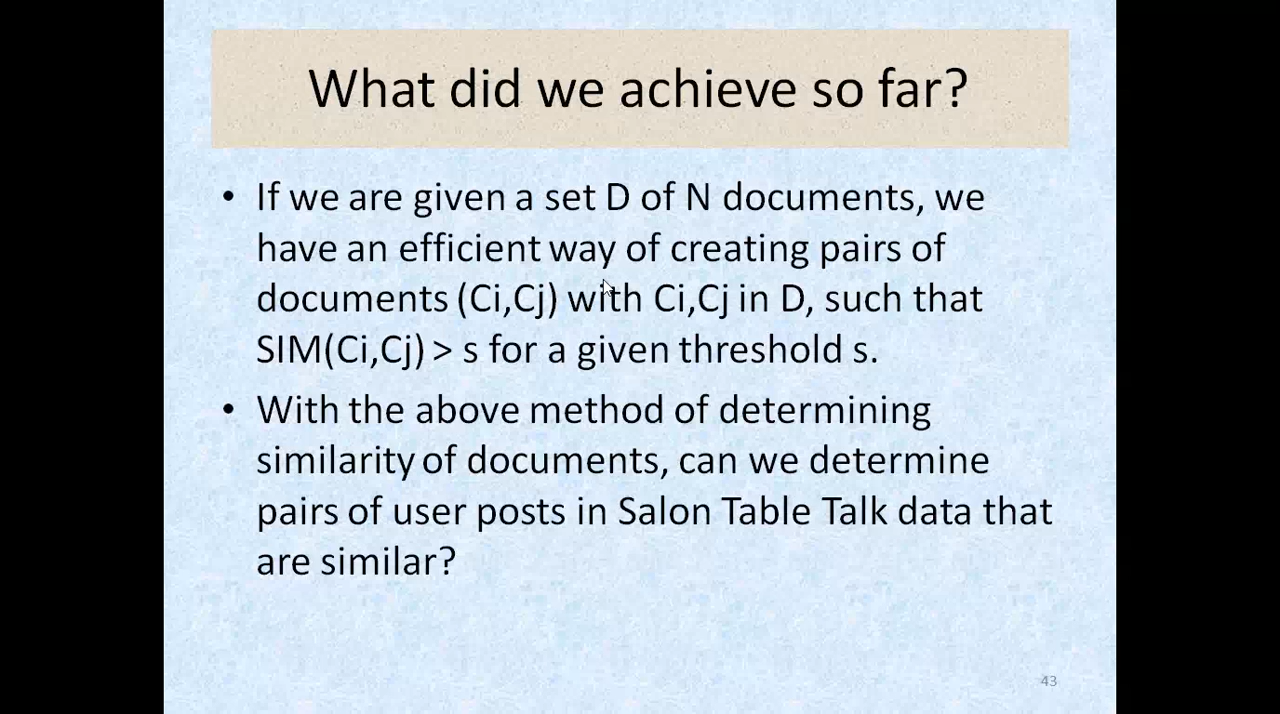 What did we achieve so far?
• If we are given a set D of N documents, we
have an efficient way of creating pairs of
documents (Ci,Cj) with Ci,Cj in D, such that
SIM(Ci,Cj) > s for a given threshold s.
• With the above method of determining
similarity of documents, can we determine
pairs of user posts in Salon Table Talk data that
are similar?
43